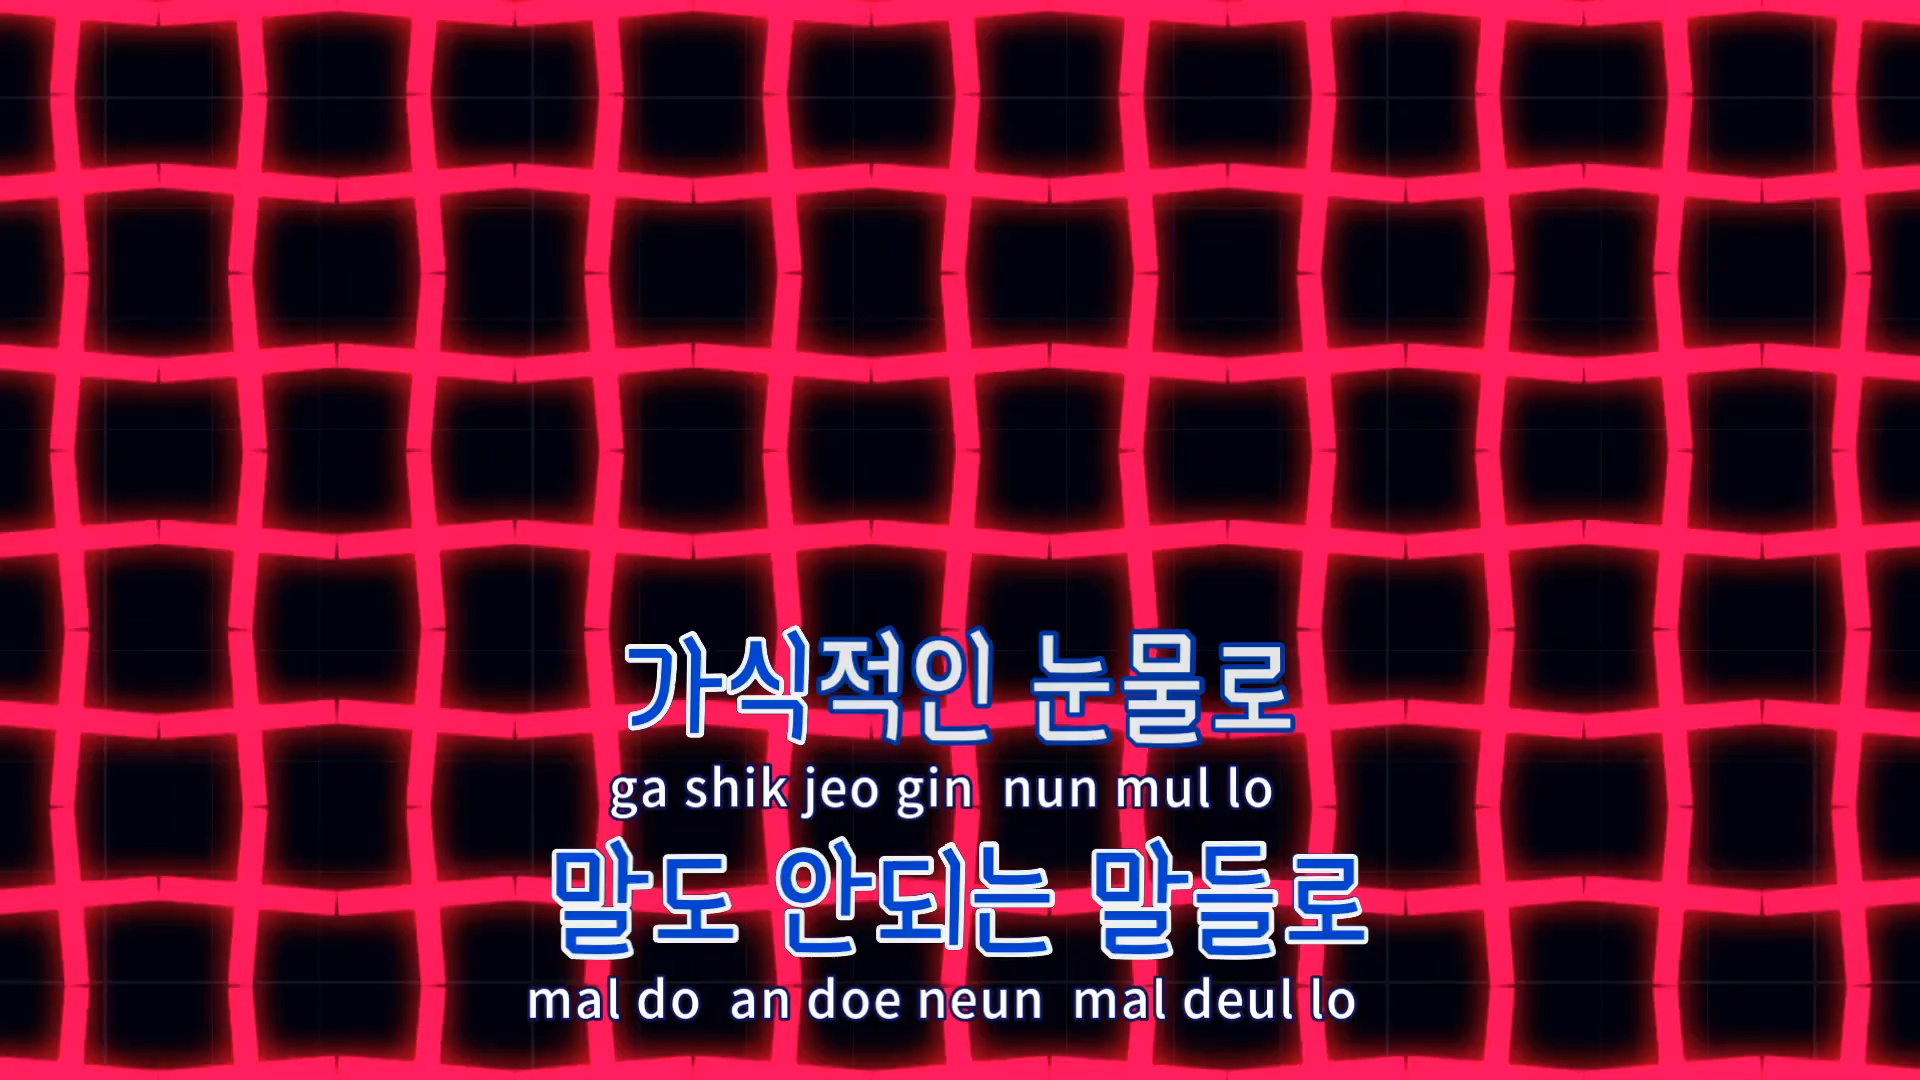 가식적인 눈물로
ga shik jeo gin nun mul lo
말도 안되는 말들로
mal do an doe neun mal deul lo